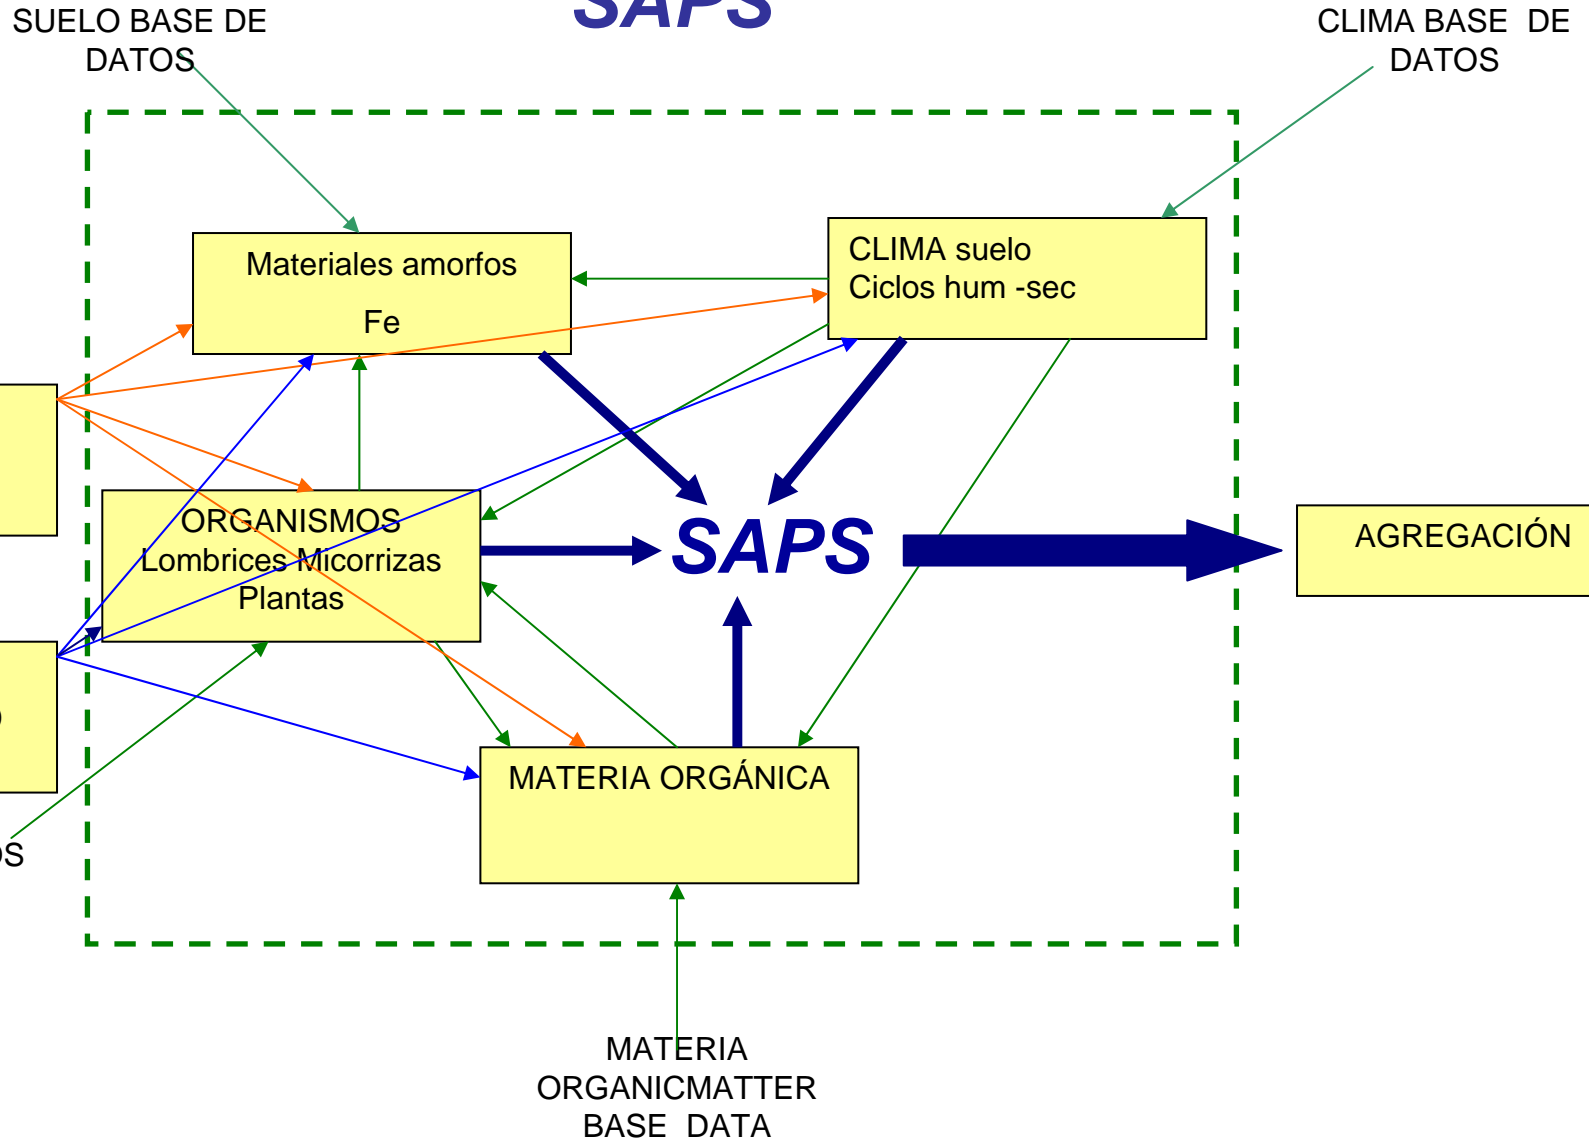 SAPS
SUELO BASE DE
DATOS
CLIMA BASE DE
DATOS
Materiales amorfos
Fe
CLIMA suelo
Ciclos hum -sec
ORGANISMOS
Lombrices Micorrizas
Plantas
SAPS
AGREGACIÓN
MATERIA ORGÁNICA
OS
MATERIA
ORGANICMATTER
BASE DATA